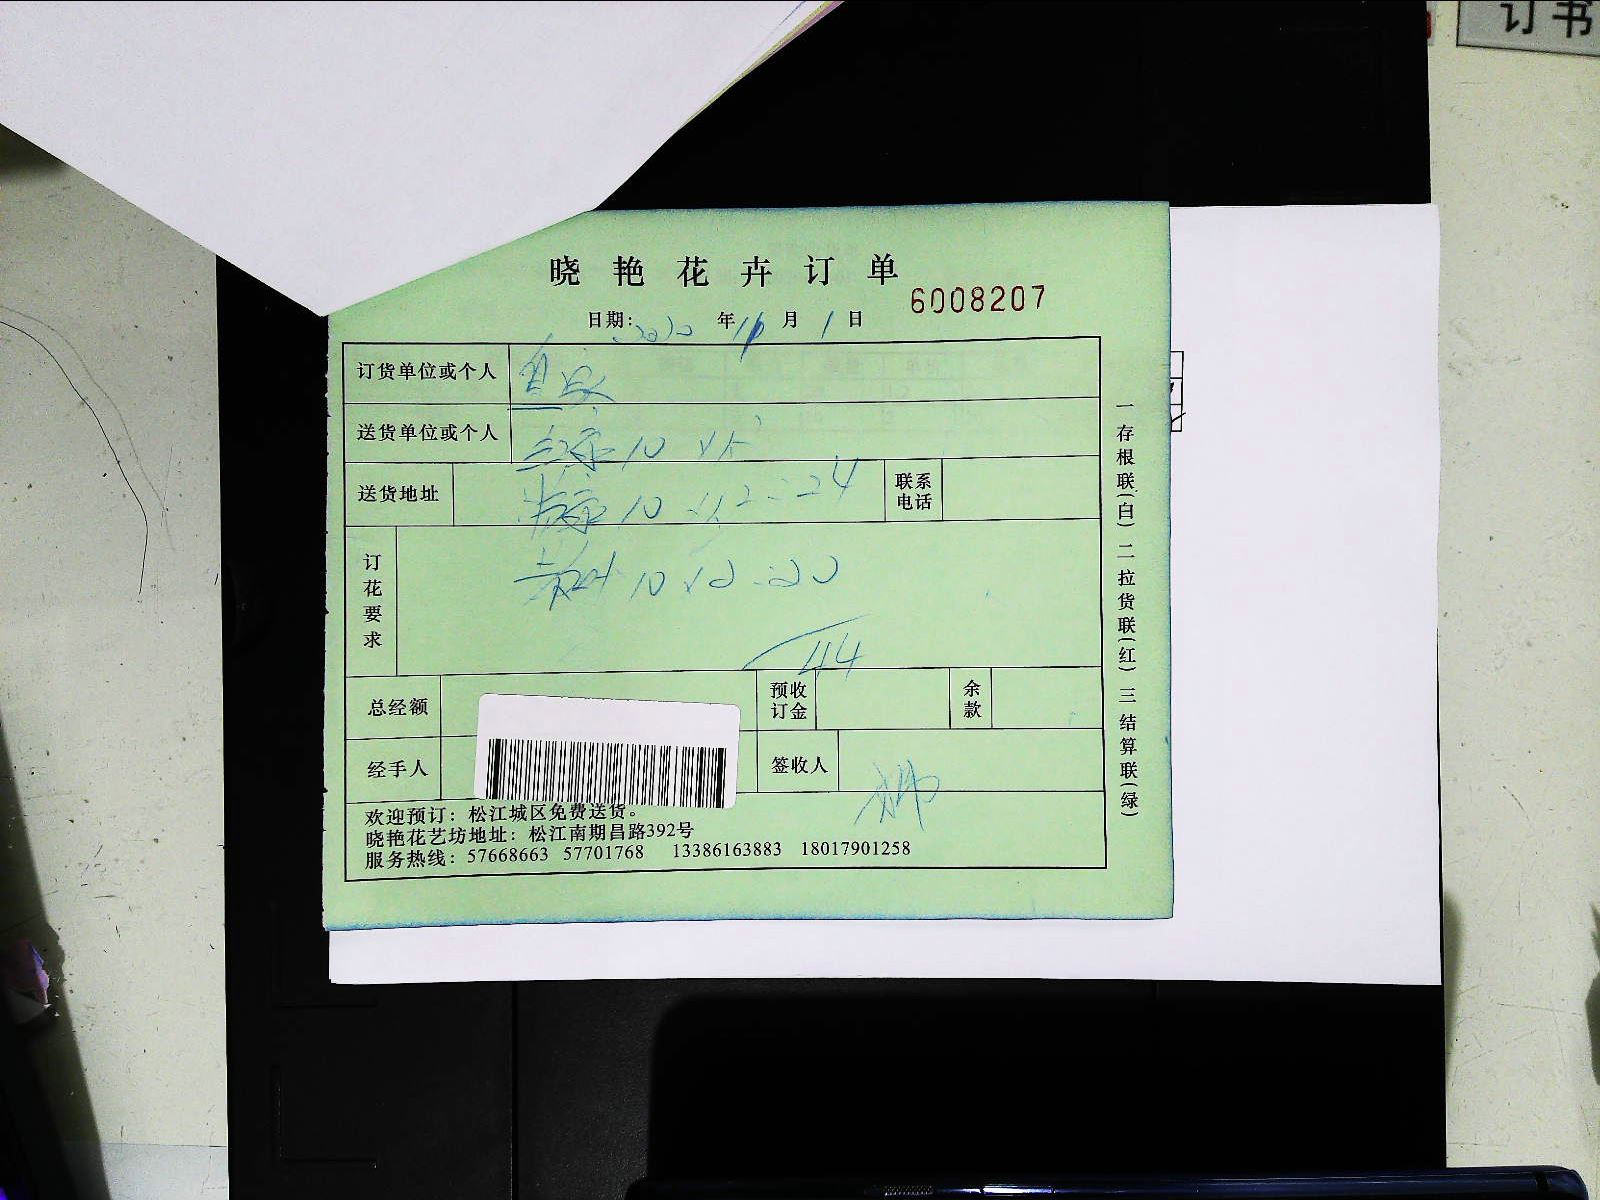 订书
晓艳花卉订单
6008207
日期: 年 月 1 日
订货单位或个人
送货单位或个人 10
送货地址 10 24 联系电话
订花要求 10
44
总经额 预收订金 余款
经手人 签收人
欢迎预订：松江城区免费送货。
晓艳花艺坊地址：松江南期昌路392号
服务热线：57668663 57701768 13386163883 18017901258
一存根联(白) 二拉货联(红) 三结算联(绿)